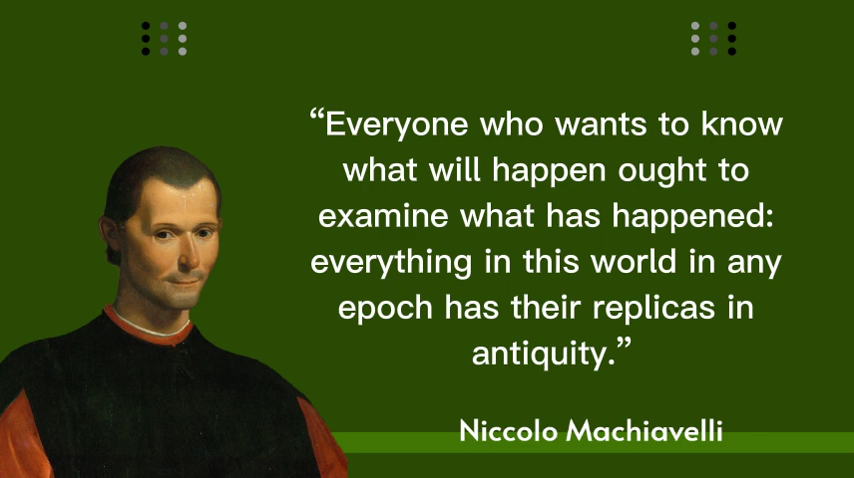 “Everyone who wants to know
what will happen ought to
examine what has happened:
everything in this world in any
epoch has their replicas in
antiquity.”
Niccolo Machiavelli